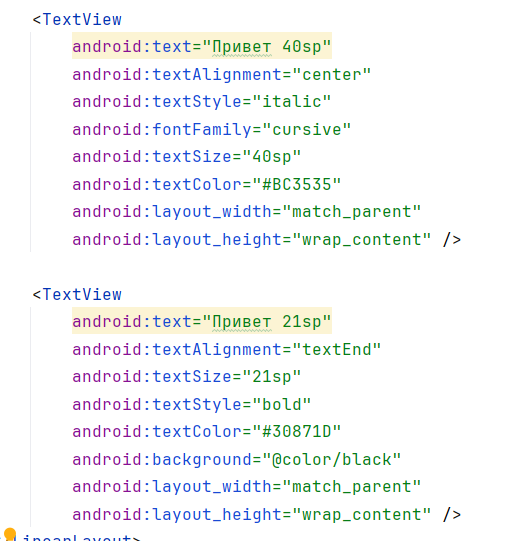 <TextView
android:text="Привет 40sp"
android:textAlignment="center"
android:textStyle="italic"
android:fontFamily="cursive"
android:textSize="40sp"
android:textColor="#BC3535"
android:layout_width="match_parent"
android:layout_height="wrap_content" />
<TextView
android:text="Привет 21sp"
android:textAlignment="textEnd"
android:textSize="21sp"
android:textStyle="bold"
android:textColor="#30871D"
android:background="@color/black"
android:layout_width="match_parent"
android:layout_height="wrap_content" />
LinearLayout>